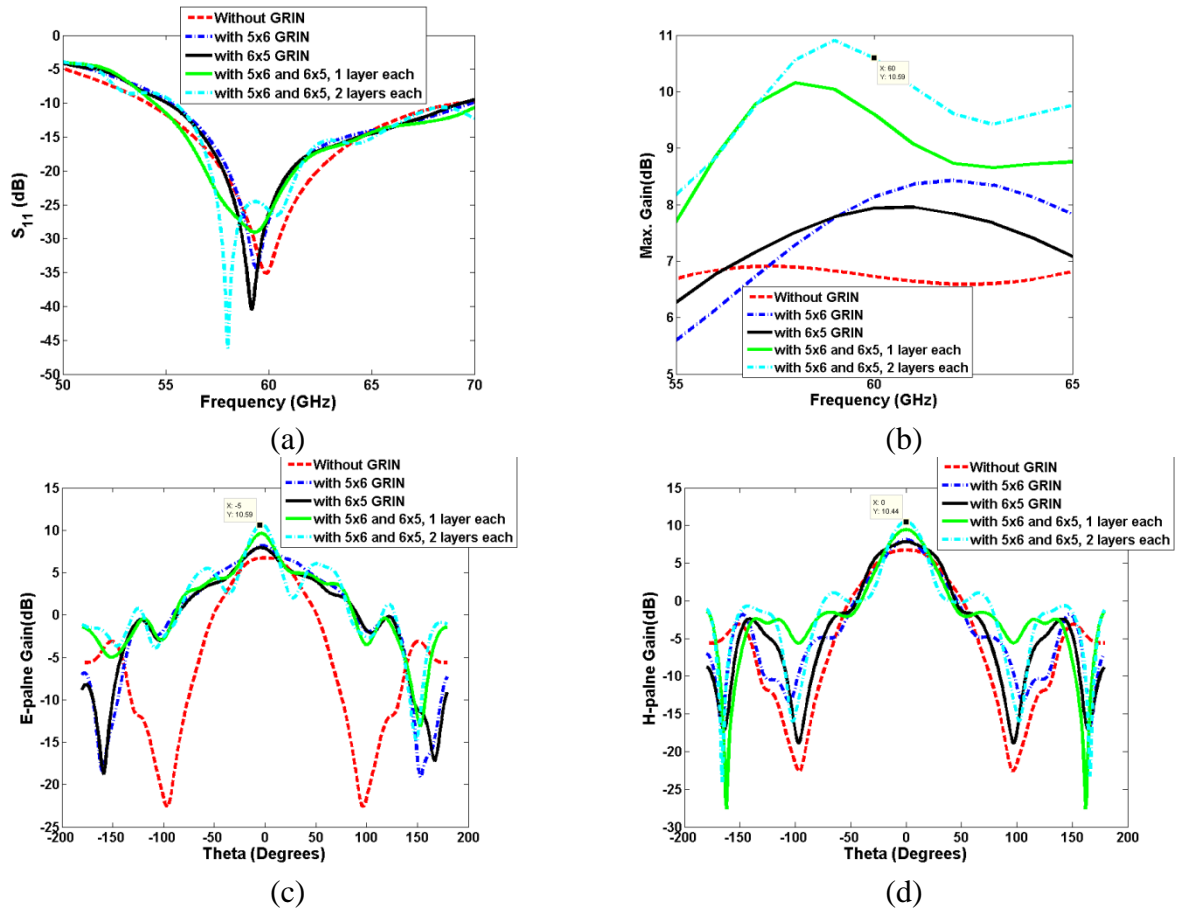 Without GRIN
with 5x6 GRIN
with 6x5 GRIN
with 5x6 and 6x5, 1 layer each
with 5x6 and 6x5, 2 layers each
0
-5
-10
-15
-20
-25
-30
-35
-40
-45
-50
S11 (dB)
50
55
60
65
70
Frequency (GHz)
(a)
11
10
9
8
7
6
5
Max. Gain(dB)
X: 60
Y: 10.59
Without GRIN
with 5x6 GRIN
with 6x5 GRIN
with 5x6 and 6x5, 1 layer each
with 5x6 and 6x5, 2 layers each
55
60
65
Frequency (GHz)
(b)
Without GRIN
with 5x6 GRIN
with 6x5 GRIN
with 5x6 and 6x5, 1 layer each
with 5x6 and 6x5, 2 layers each
X: -5
Y: 10.59
15
10
5
0
-5
-10
-15
-20
-25
E-palne Gain(dB)
-200
-150
-100
-50
0
50
100
150
200
Theta (Degrees)
(c)
Without GRIN
with 5x6 GRIN
with 6x5 GRIN
with 5x6 and 6x5, 1 layer each
with 5x6 and 6x5, 2 layers each
X: 0
Y: 10.44
15
10
5
0
-5
-10
-15
-20
-25
-30
H-palne Gain(dB)
-200
-150
-100
-50
0
50
100
150
200
Theta (Degrees)
(d)